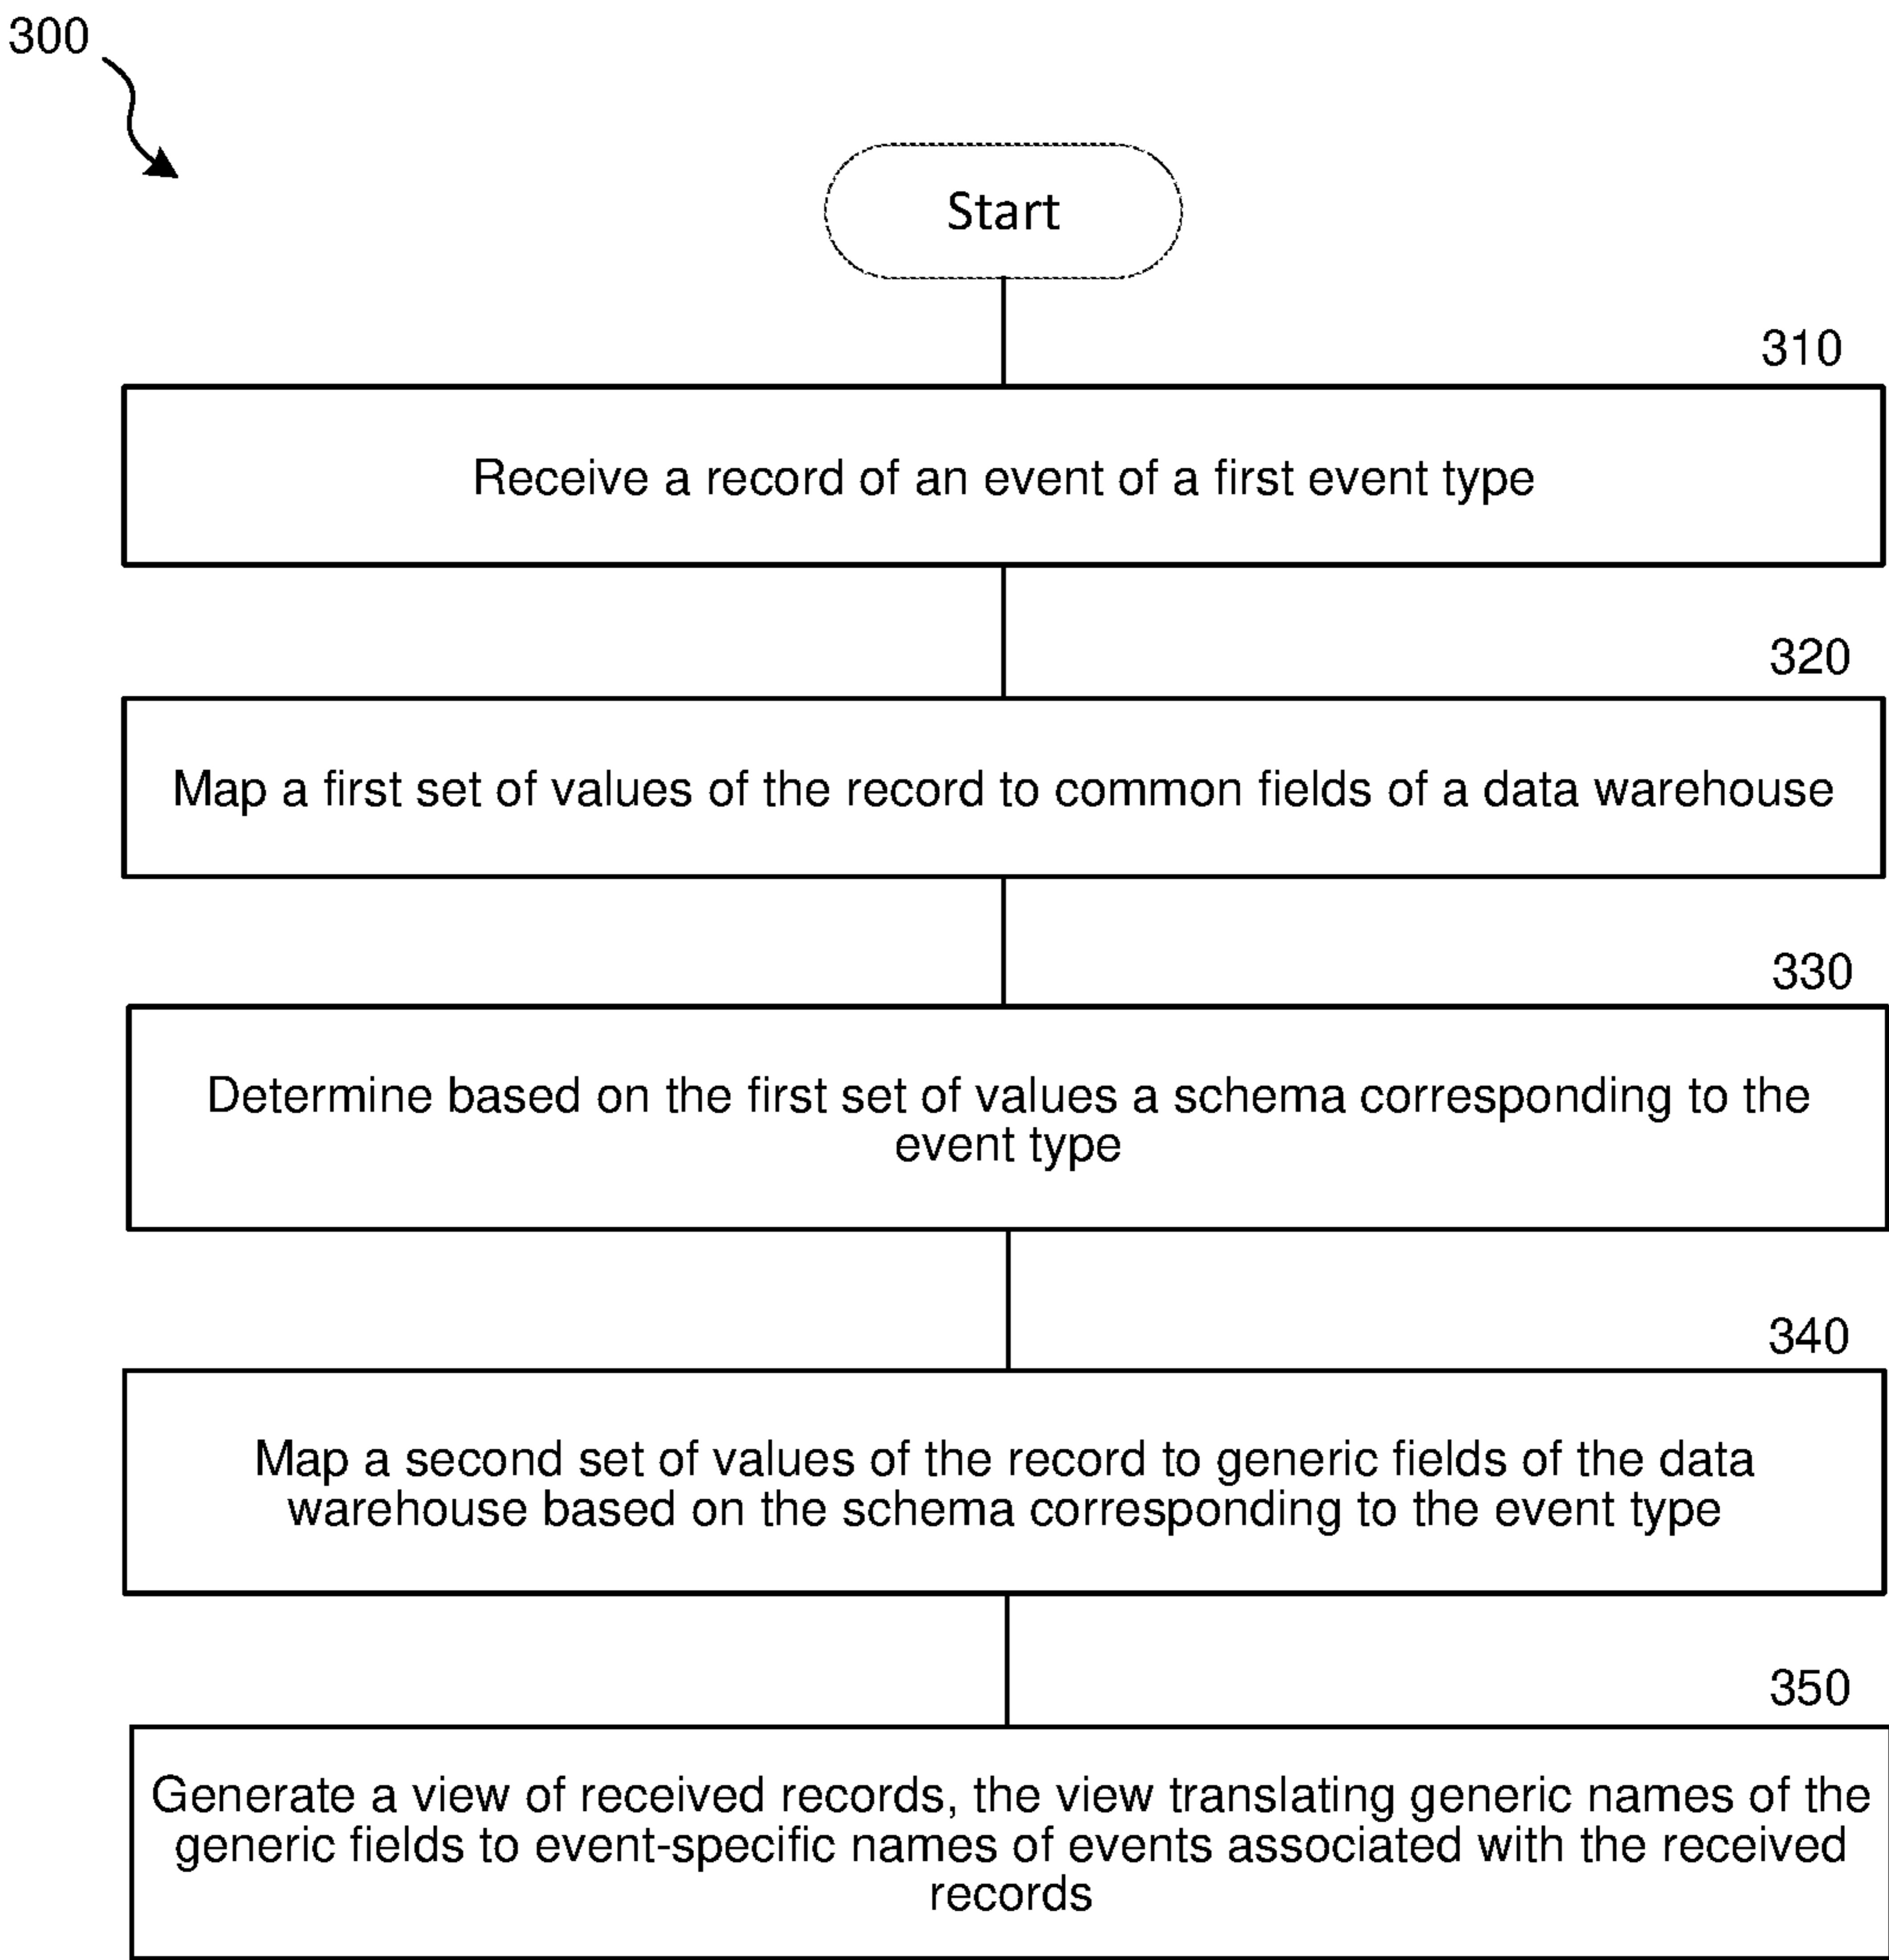 300
Start
310
Receive a record of an event of a first event type
320
Map a first set of values of the record to common fields of a data warehouse
330
Determine based on the first set of values a schema corresponding to the
event type
340
Map a second set of values of the record to generic fields of the data
warehouse based on the schema corresponding to the event type
350
Generate a view of received records, the view translating generic names of the
generic fields to event-specific names of events associated with the received
records